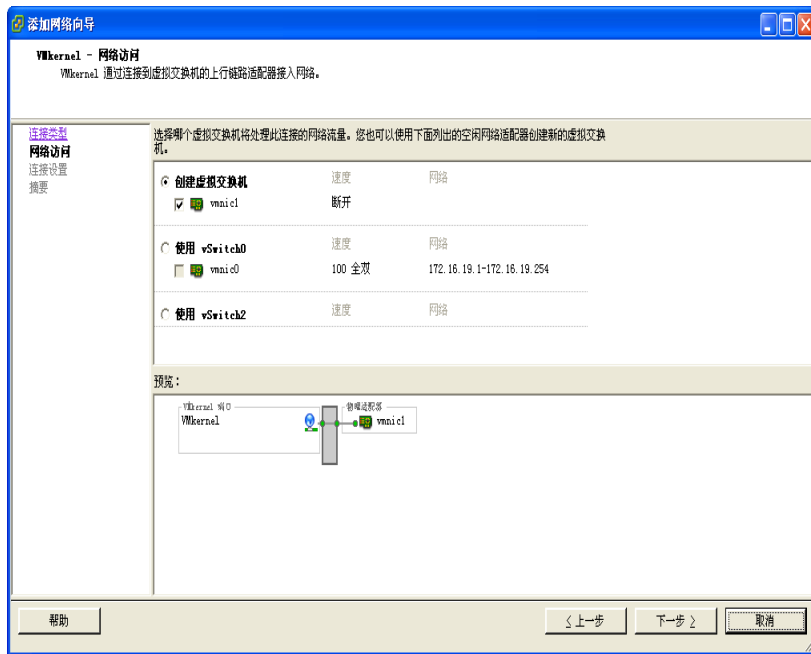 添加网络向导
VMkernel - 网络访问
VMkernel 通过连接到虚拟交换机的上行链路适配器接入网络。
连接类型
网络访问
连接设置
摘要
选择哪个虚拟交换机将处理此连接的网络流量。您也可以使用下面列出的空闲网络适配器创建新的虚拟交换
机。
创建虚拟交换机 速度 网络
vmnic1 断开
使用 vSwitch0 速度 网络
vmnic0 100 全双 172.16.19.1-172.16.19.254
使用 vSwitch2 速度 网络
预览：
VMkernel 端口 物理适配器
VMkernel vmnic1
帮助 < 上一步 下一步 > 取消